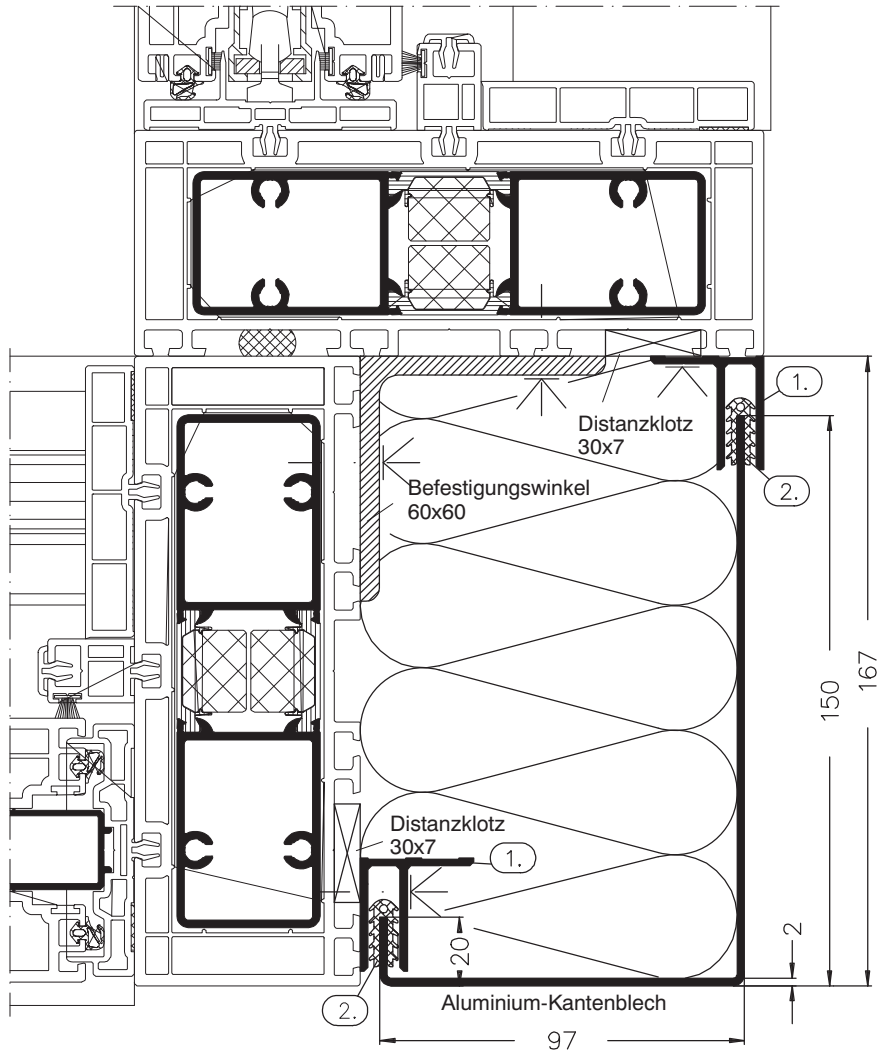 1.
Distanzklotz
30x7
2.
Befestigungswinkel
60x60
150
167
Distanzklotz
30x7
1.
20
2
2.
Aluminium-Kantenblech
97